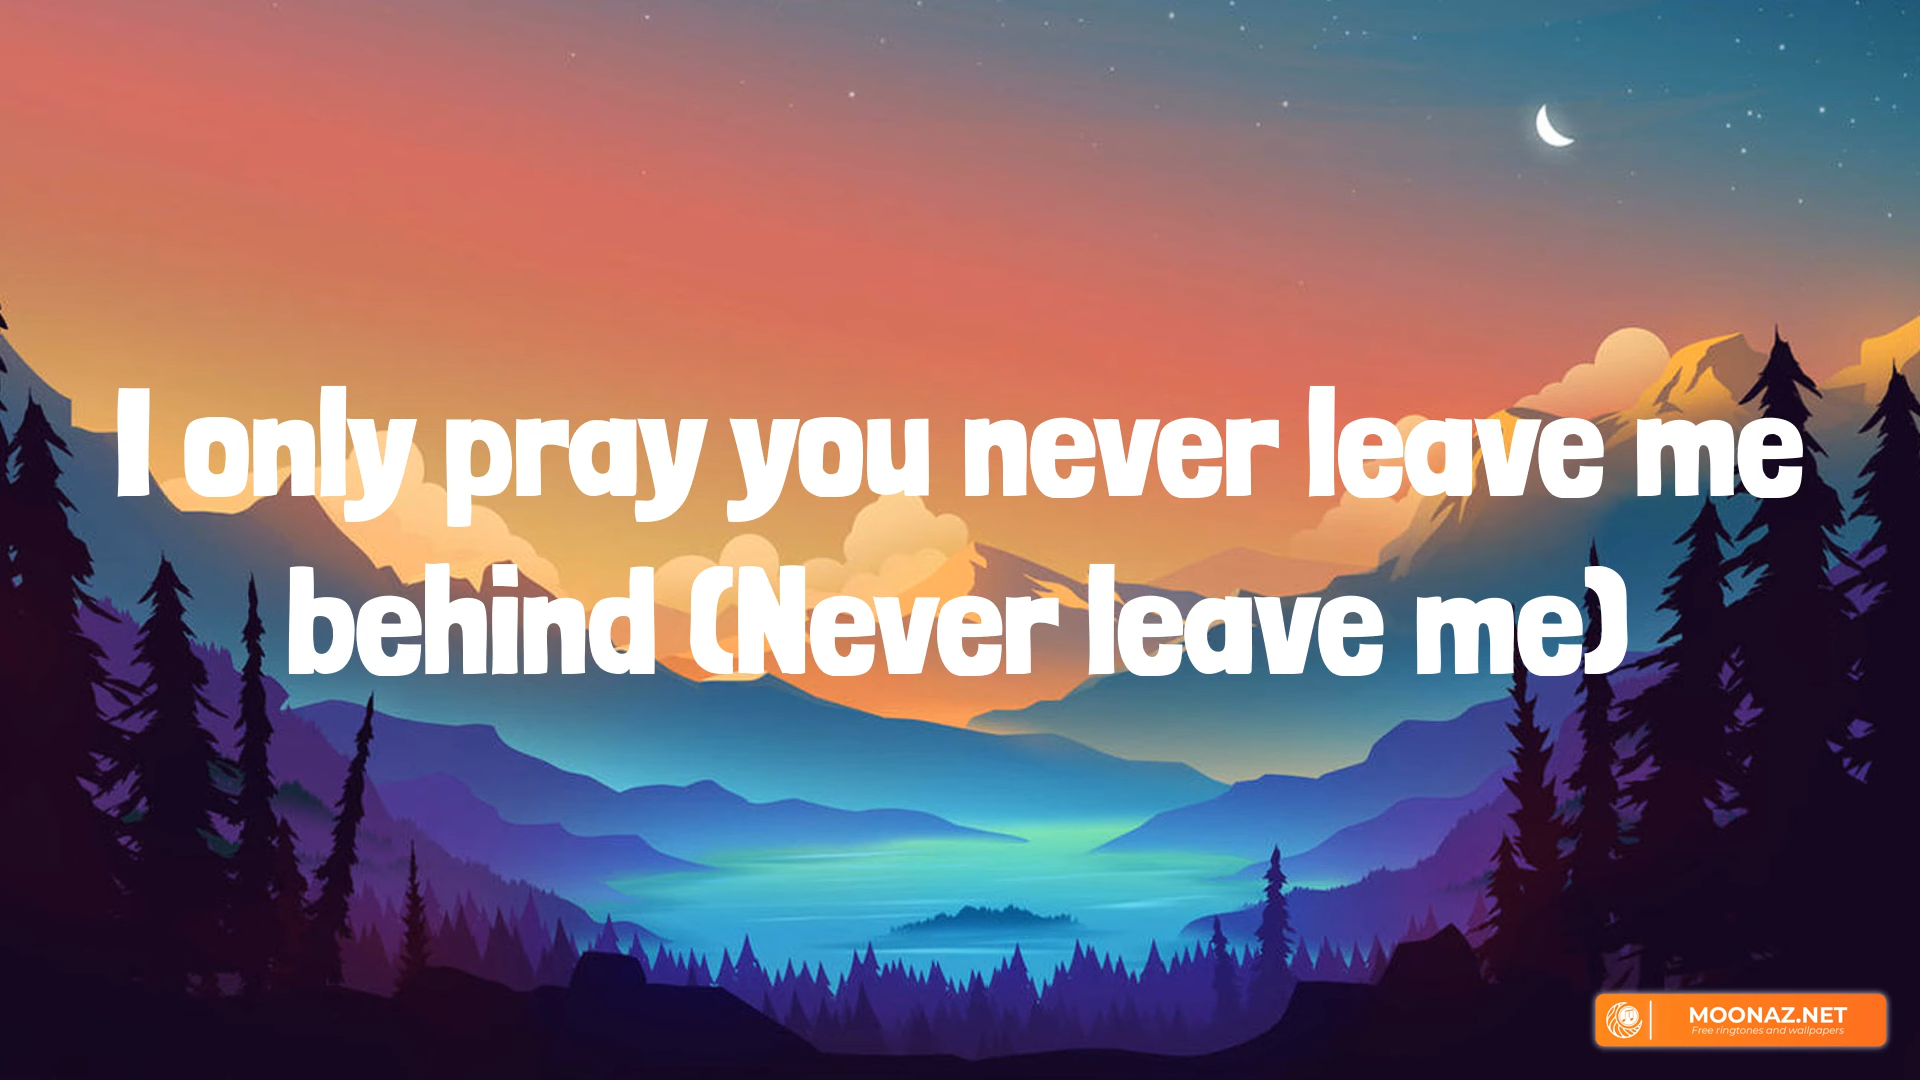 I only pray you never leave me
behind (Never leave me)
MOONAZ.NET
Free ringtones and wallpapers